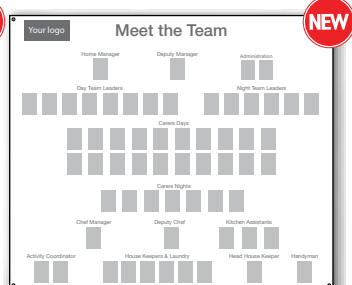 Your logo
Meet the Team
NEW
Home Manager
Deputy Manager
Administration
Day Team Leaders
Night Team Leaders
Carers Days
Carers Nights
Chef Manager
Deputy Chef
Kitchen Assistants
Activity Coordinator
House Keepers & Laundry
Head House Keeper
Handyman